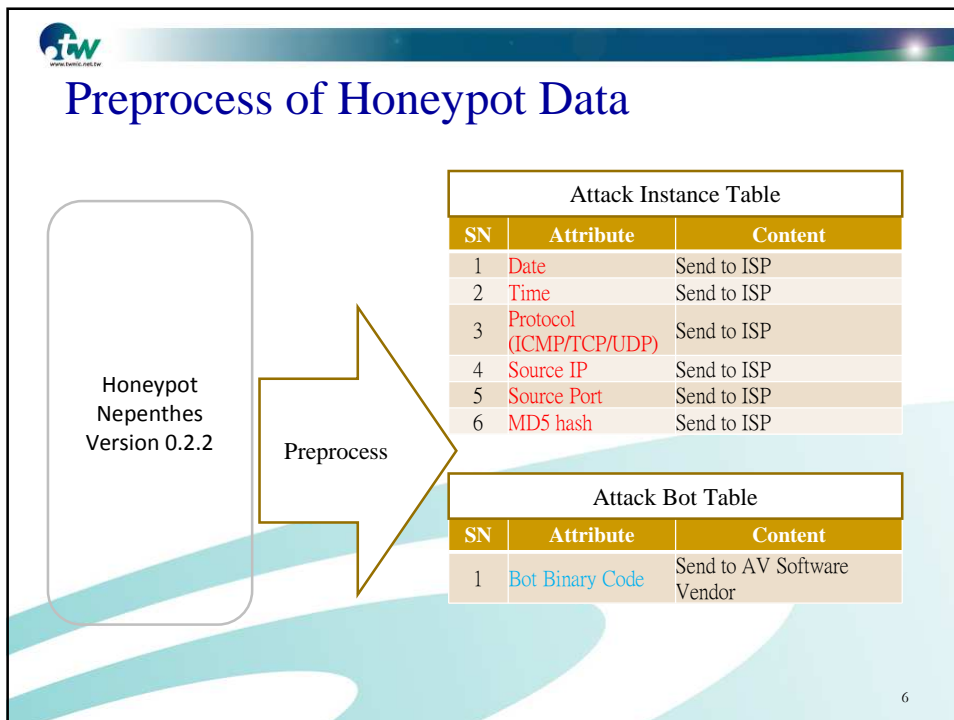 .tw
www.twnic.net.tw
Preprocess of Honeypot Data
Honeypot
Nepenthes
Version 0.2.2
Preprocess
Attack Instance Table
SN Attribute Content
1 Date Send to ISP
2 Time Send to ISP
3 Protocol (ICMP/TCP/UDP) Send to ISP
4 Source IP Send to ISP
5 Source Port Send to ISP
6 MD5 hash Send to ISP
Attack Bot Table
SN Attribute Content
1 Bot Binary Code Send to AV Software Vendor
6